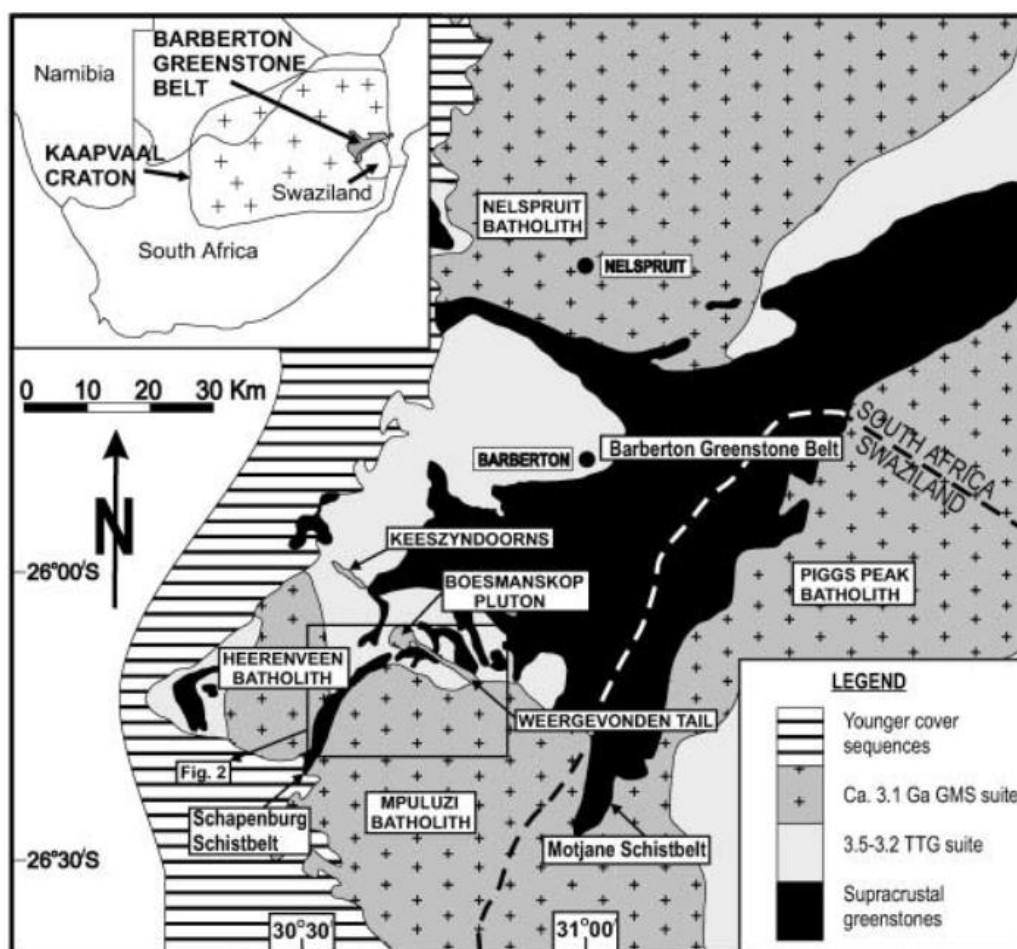 BARBERTON
GREENSTONE
BELT
Namibia
KAAPVAAL
CRATON
Swaziland
South Africa
NELSPRUIT
BATHOLITH
NELSPRUIT
0 10 20 30 Km
N
BARBERTON
Barberton Greenstone Belt
SOUTH AFRICA
SWAZILAND
KEESZYNDOORNS
26°00'S
BOESMANSKOP
PLUTON
PIGGS PEAK
BATHOLITH
HEERENVEEN
BATHOLITH
WEERGEVONDEN TAIL
Fig. 2
Schapenburg
Schistbelt
MPULUZI
BATHOLITH
Motjane Schistbelt
26°30'S
30°30'
31°00'
LEGEND
Younger cover
sequences
Ca. 3.1 Ga GMS suite
3.5-3.2 TTG suite
Supracrustal
greenstones